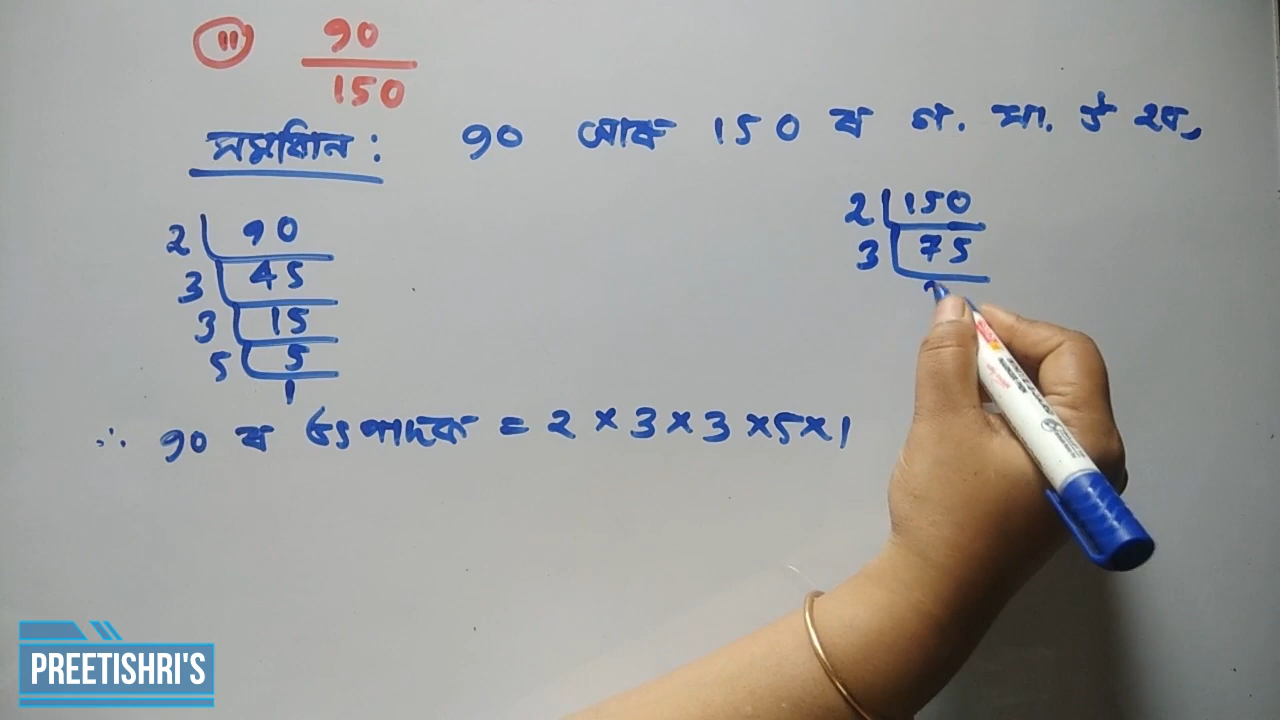 (ii) 90/150
সমাধান : 90 আৰু 150 ৰ গ. সা. উ হব,
2 | 90
3 | 45
3 | 15
5 | 5
1
2 | 150
3 | 75
∴ 90 ৰ উৎপাদক = 2 × 3 × 3 × 5 × 1
PREETISHRI'S